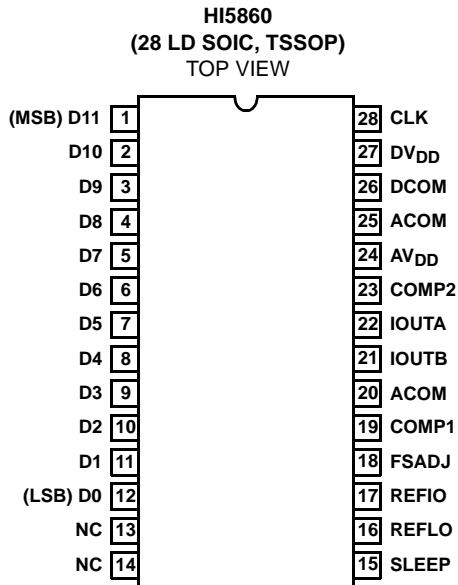 HI5860
(28 LD SOIC, TSSOP)
TOP VIEW
(MSB) D11 1 28 CLK
D10 2 27 DVDD
D9 3 26 DCOM
D8 4 25 ACOM
D7 5 24 AVDD
D6 6 23 COMP2
D5 7 22 IOUTA
D4 8 21 IOUTB
D3 9 20 ACOM
D2 10 19 COMP1
D1 11 18 FSADJ
(LSB) D0 12 17 REFIO
NC 13 16 REFLO
NC 14 15 SLEEP